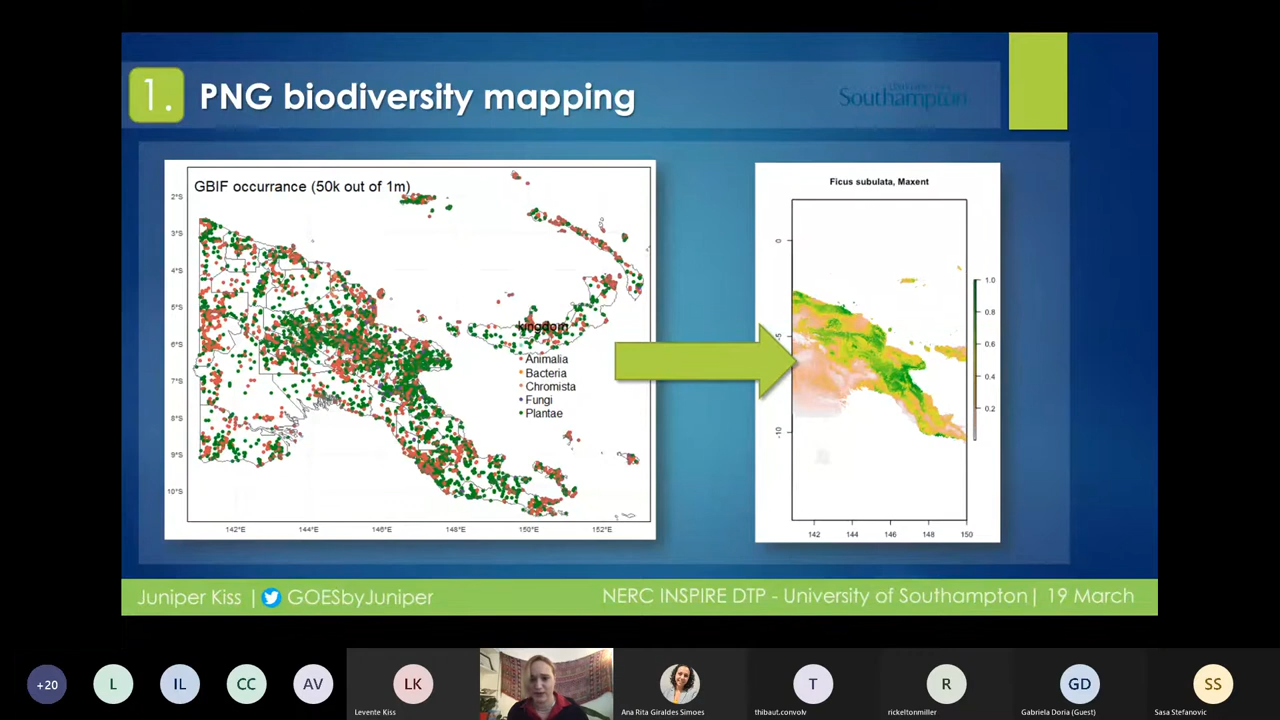 1.
PNG biodiversity mapping
Southampton
GBIF occurrance (50k out of 1m)
2°S
3°S
4°S
5°S
6°S
7°S
8°S
9°S
10°S
142°E
144°E
146°E
148°E
150°E
152°E
kingdom
Animalia
Bacteria
Chromista
Fungi
Plantae
Ficus subulata, Maxent
0
-5
-10
142
144
146
148
150
1.0
0.8
0.6
0.4
0.2
Juniper Kiss |
GOESbyJuniper
NERC INSPIRE DTP - University of Southampton| 19 March
+20
L
IL
CC
AV
LK
T
R
GD
SS
Levente Kiss
Ana Rita Giraldes Simoes
thibaut.convolv
rickeltonmiller
Gabriela Doria (Guest)
Sasa Stefanovic